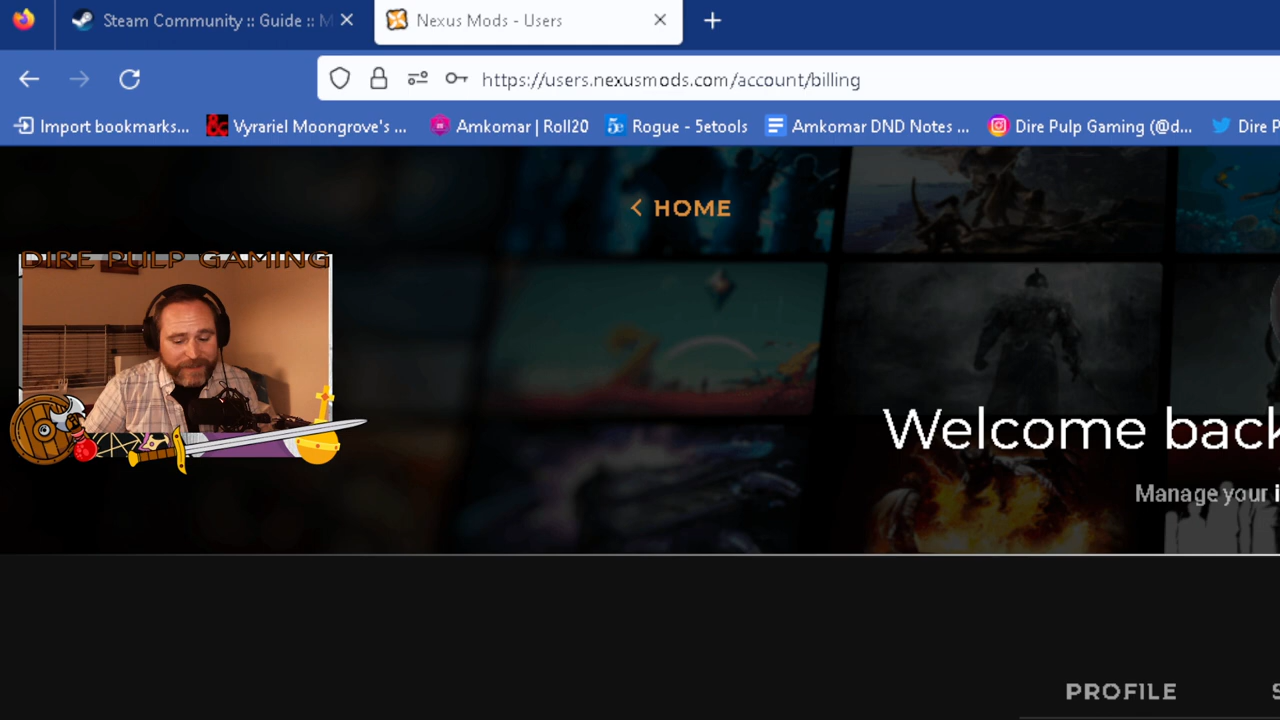 Steam Community :: Guide :: M
Nexus Mods - Users
https://users.nexusmods.com/account/billing
Import bookmarks...
Vyrariel Moongrove's ...
Amkomar | Roll20
5e
Rogue - 5etools
Amkomar DND Notes ...
Dire Pulp Gaming (@d...
Dire P
HOME
DIRE PULP GAMING
Welcome back
Manage your i
PROFILE
S